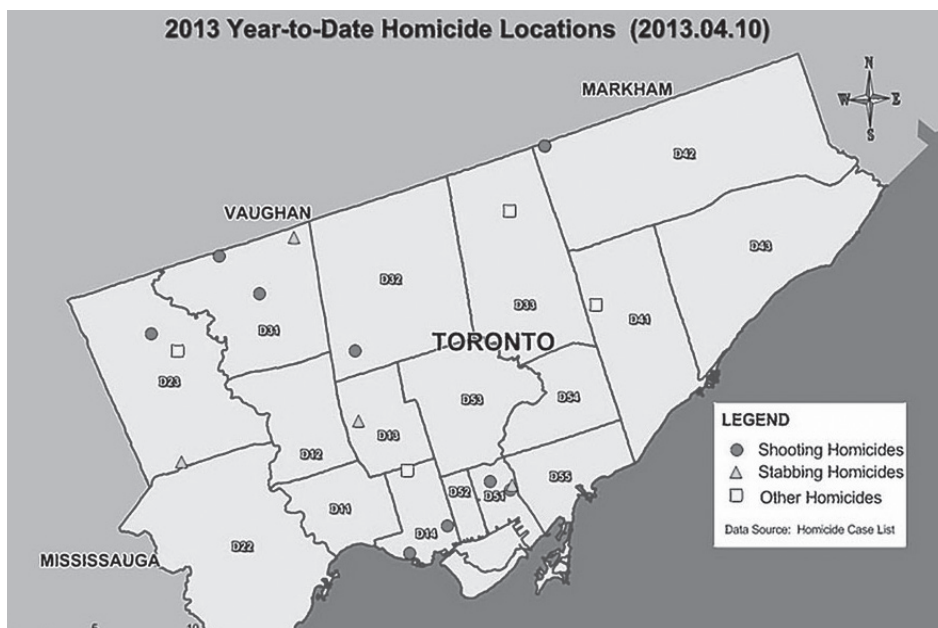 2013 Year-to-Date Homicide Locations (2013.04.10)
MARKHAM
N
W E
S
D42
VAUGHAN
D43
D32
D33
D41
D31
TORONTO
D23
D53
D54
D13
LEGEND
Shooting Homicides
Stabbing Homicides
Other Homicides
Data Source: Homicide Case List
D12
D55
D52
D51
D11
D14
D22
MISSISSAUGA
5 10